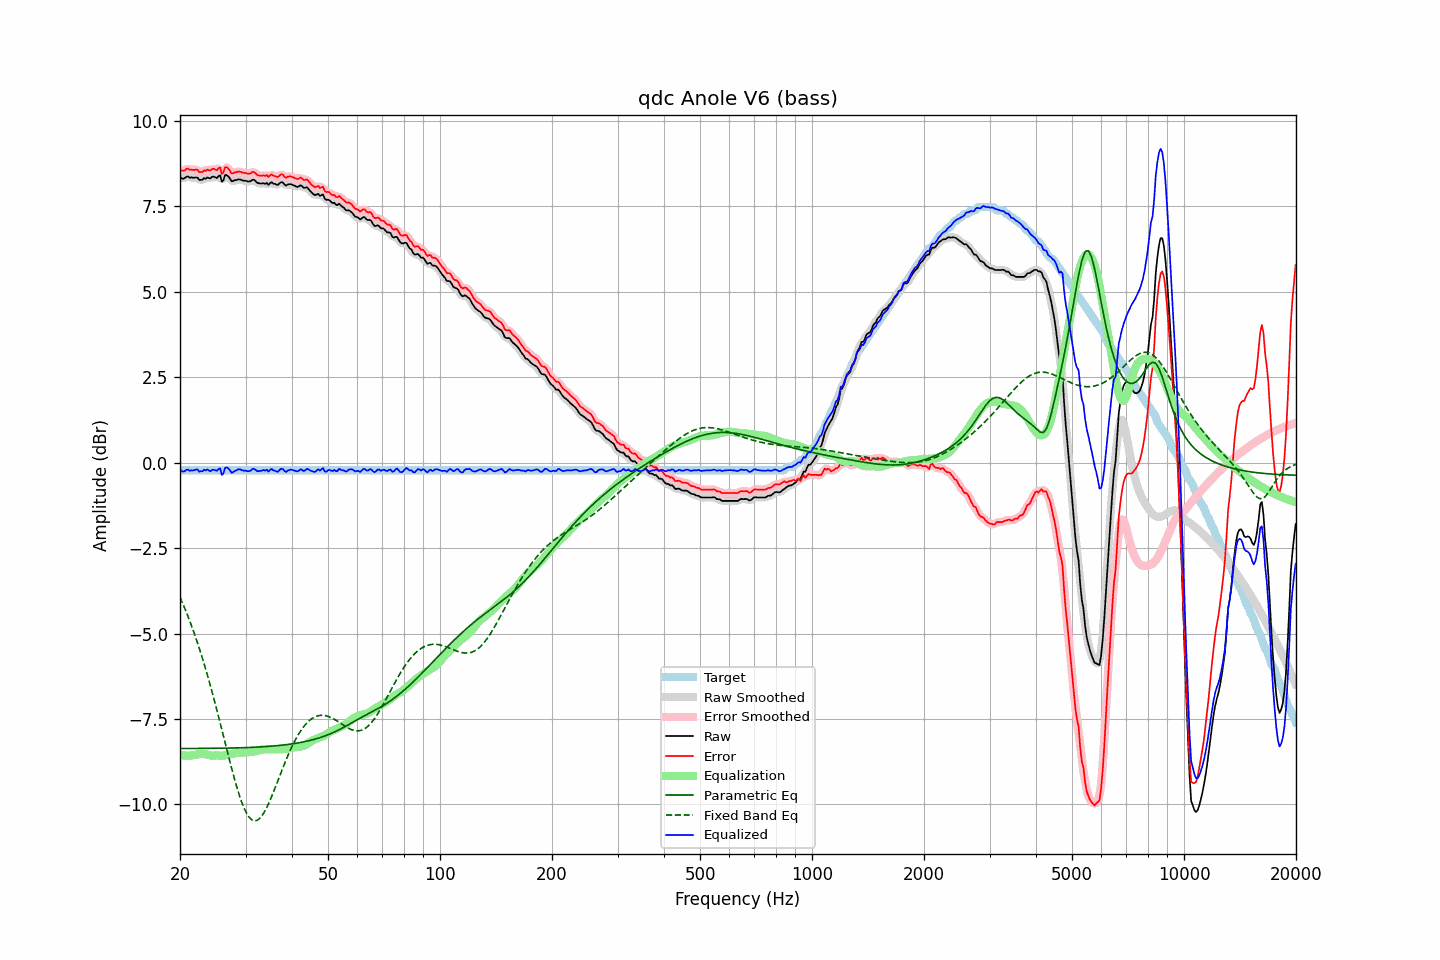 qdc Anole V6 (bass)
10.0
7.5
5.0
2.5
0.0
−2.5
−5.0
−7.5
−10.0
Amplitude (dBr)
Target
Raw Smoothed
Error Smoothed
Raw
Error
Equalization
Parametric Eq
Fixed Band Eq
Equalized
20 50 100 200 500 1000 2000 5000 10000 20000
Frequency (Hz)